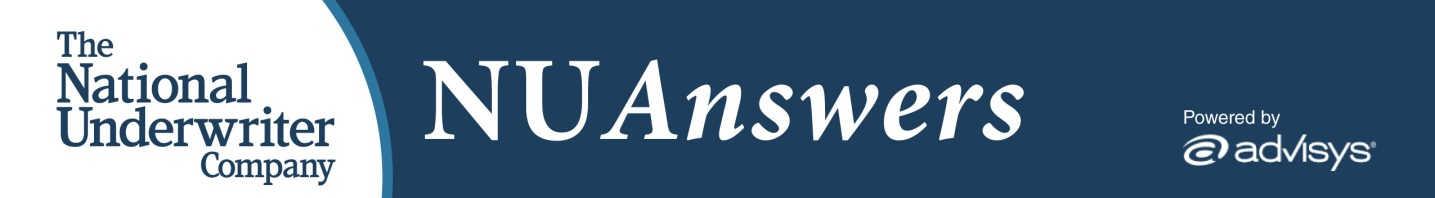 The
National
Underwriter
Company
NUAnswers
Powered by
advisys®